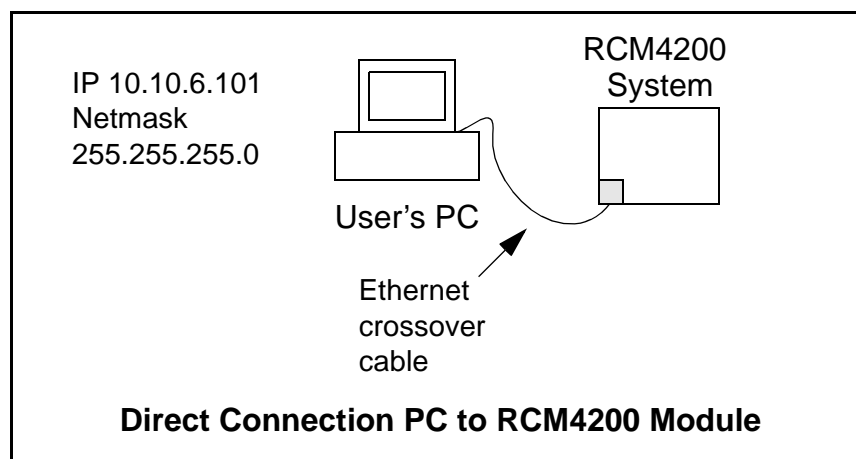 IP 10.10.6.101
Netmask
255.255.255.0
RCM4200
System
User’s PC
Ethernet
crossover
cable
Direct Connection PC to RCM4200 Module